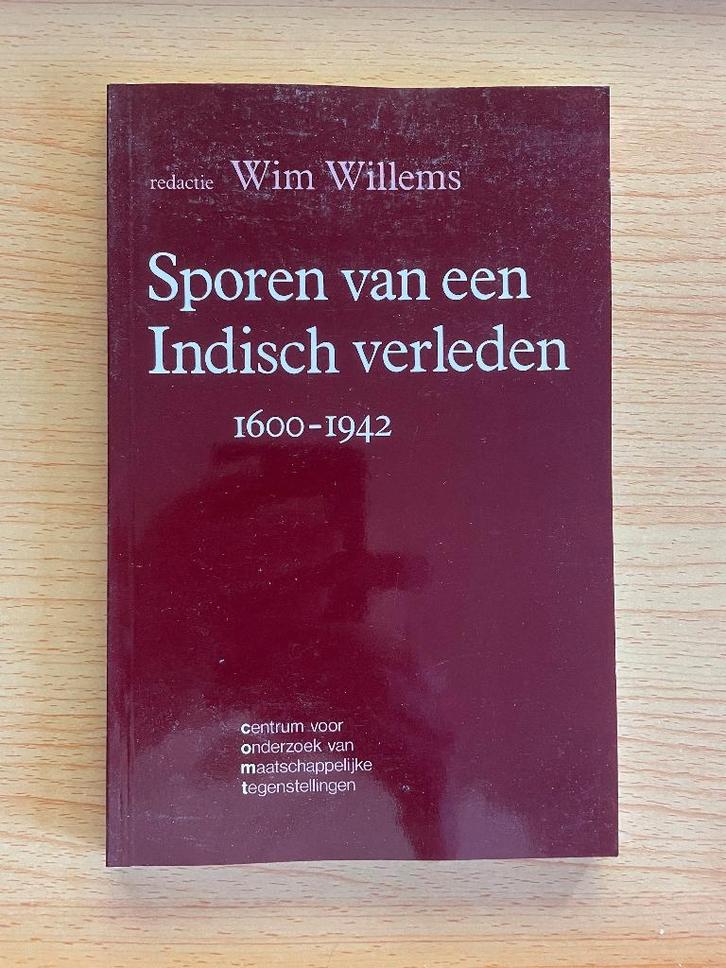 redactie Wim Willems
Sporen van een
Indisch verleden
1600-1942
centrum voor
onderzoek van
maatschappelijke
tegenstellingen